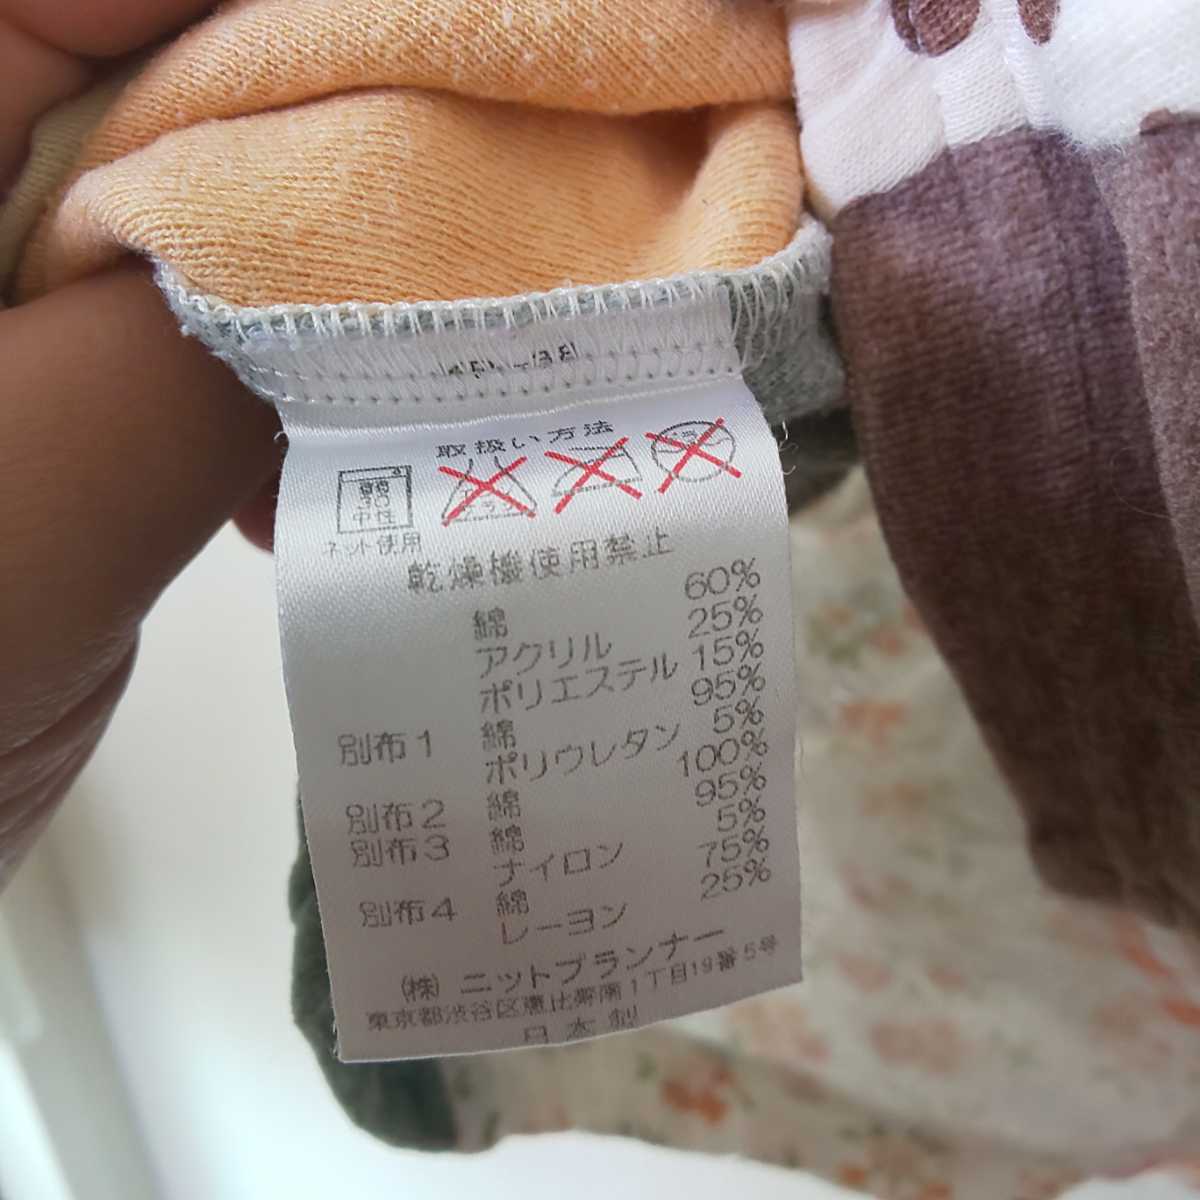 取扱い方法
中性
ネット使用
乾燥機使用禁止
綿 60%
アクリル 25%
ポリエステル 15%
別布1 綿 95%
ポリウレタン 5%
別布2 綿 100%
別布3 綿 95%
ナイロン 5%
別布4 綿 75%
レーヨン 25%
(株) ニットプランナー
東京都渋谷区恵比寿南1丁目19番5号
日本製